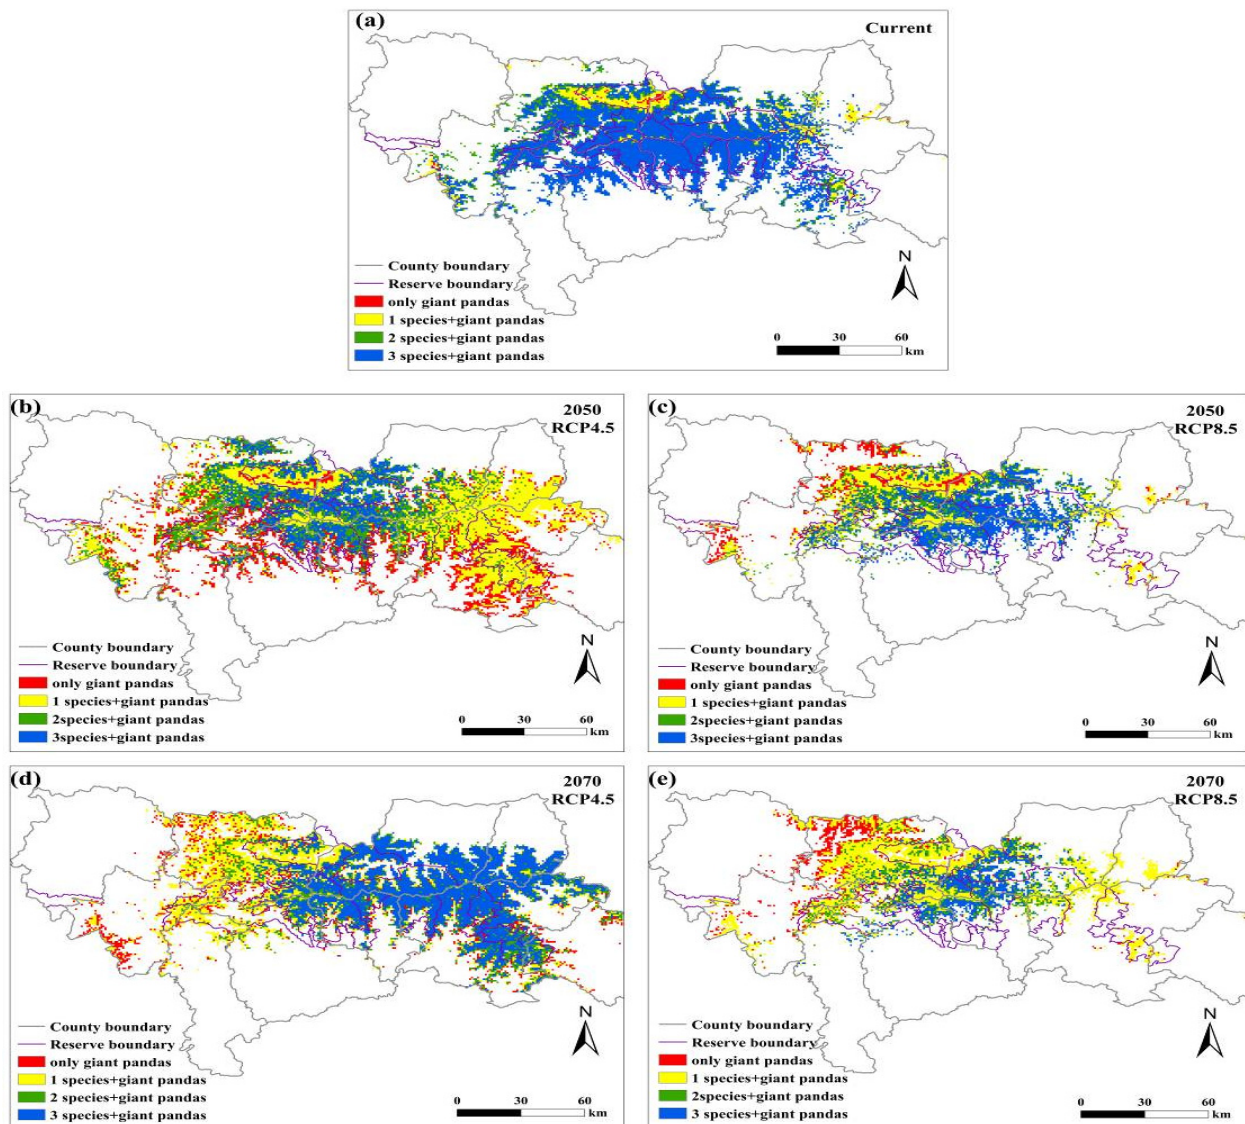 (a)
Current
N
County boundary
Reserve boundary
only giant pandas
1 species+giant pandas
2 species+giant pandas
3 species+giant pandas
0 30 60
km
(b)
2050
RCP4.5
N
County boundary
Reserve boundary
only giant pandas
1 species+giant pandas
2species+giant pandas
3species+giant pandas
0 30 60
km
(c)
2050
RCP8.5
N
County boundary
Reserve boundary
only giant pandas
1 species+giant pandas
2species+giant pandas
3species+giant pandas
0 30 60
km
(d)
2070
RCP4.5
N
County boundary
Reserve boundary
only giant pandas
1 species+giant pandas
2 species+giant pandas
3 species+giant pandas
0 30 60
km
(e)
2070
RCP8.5
N
County boundary
Reserve boundary
only giant pandas
1 species+giant pandas
2species+giant pandas
3 species+giant pandas
0 30 60
km